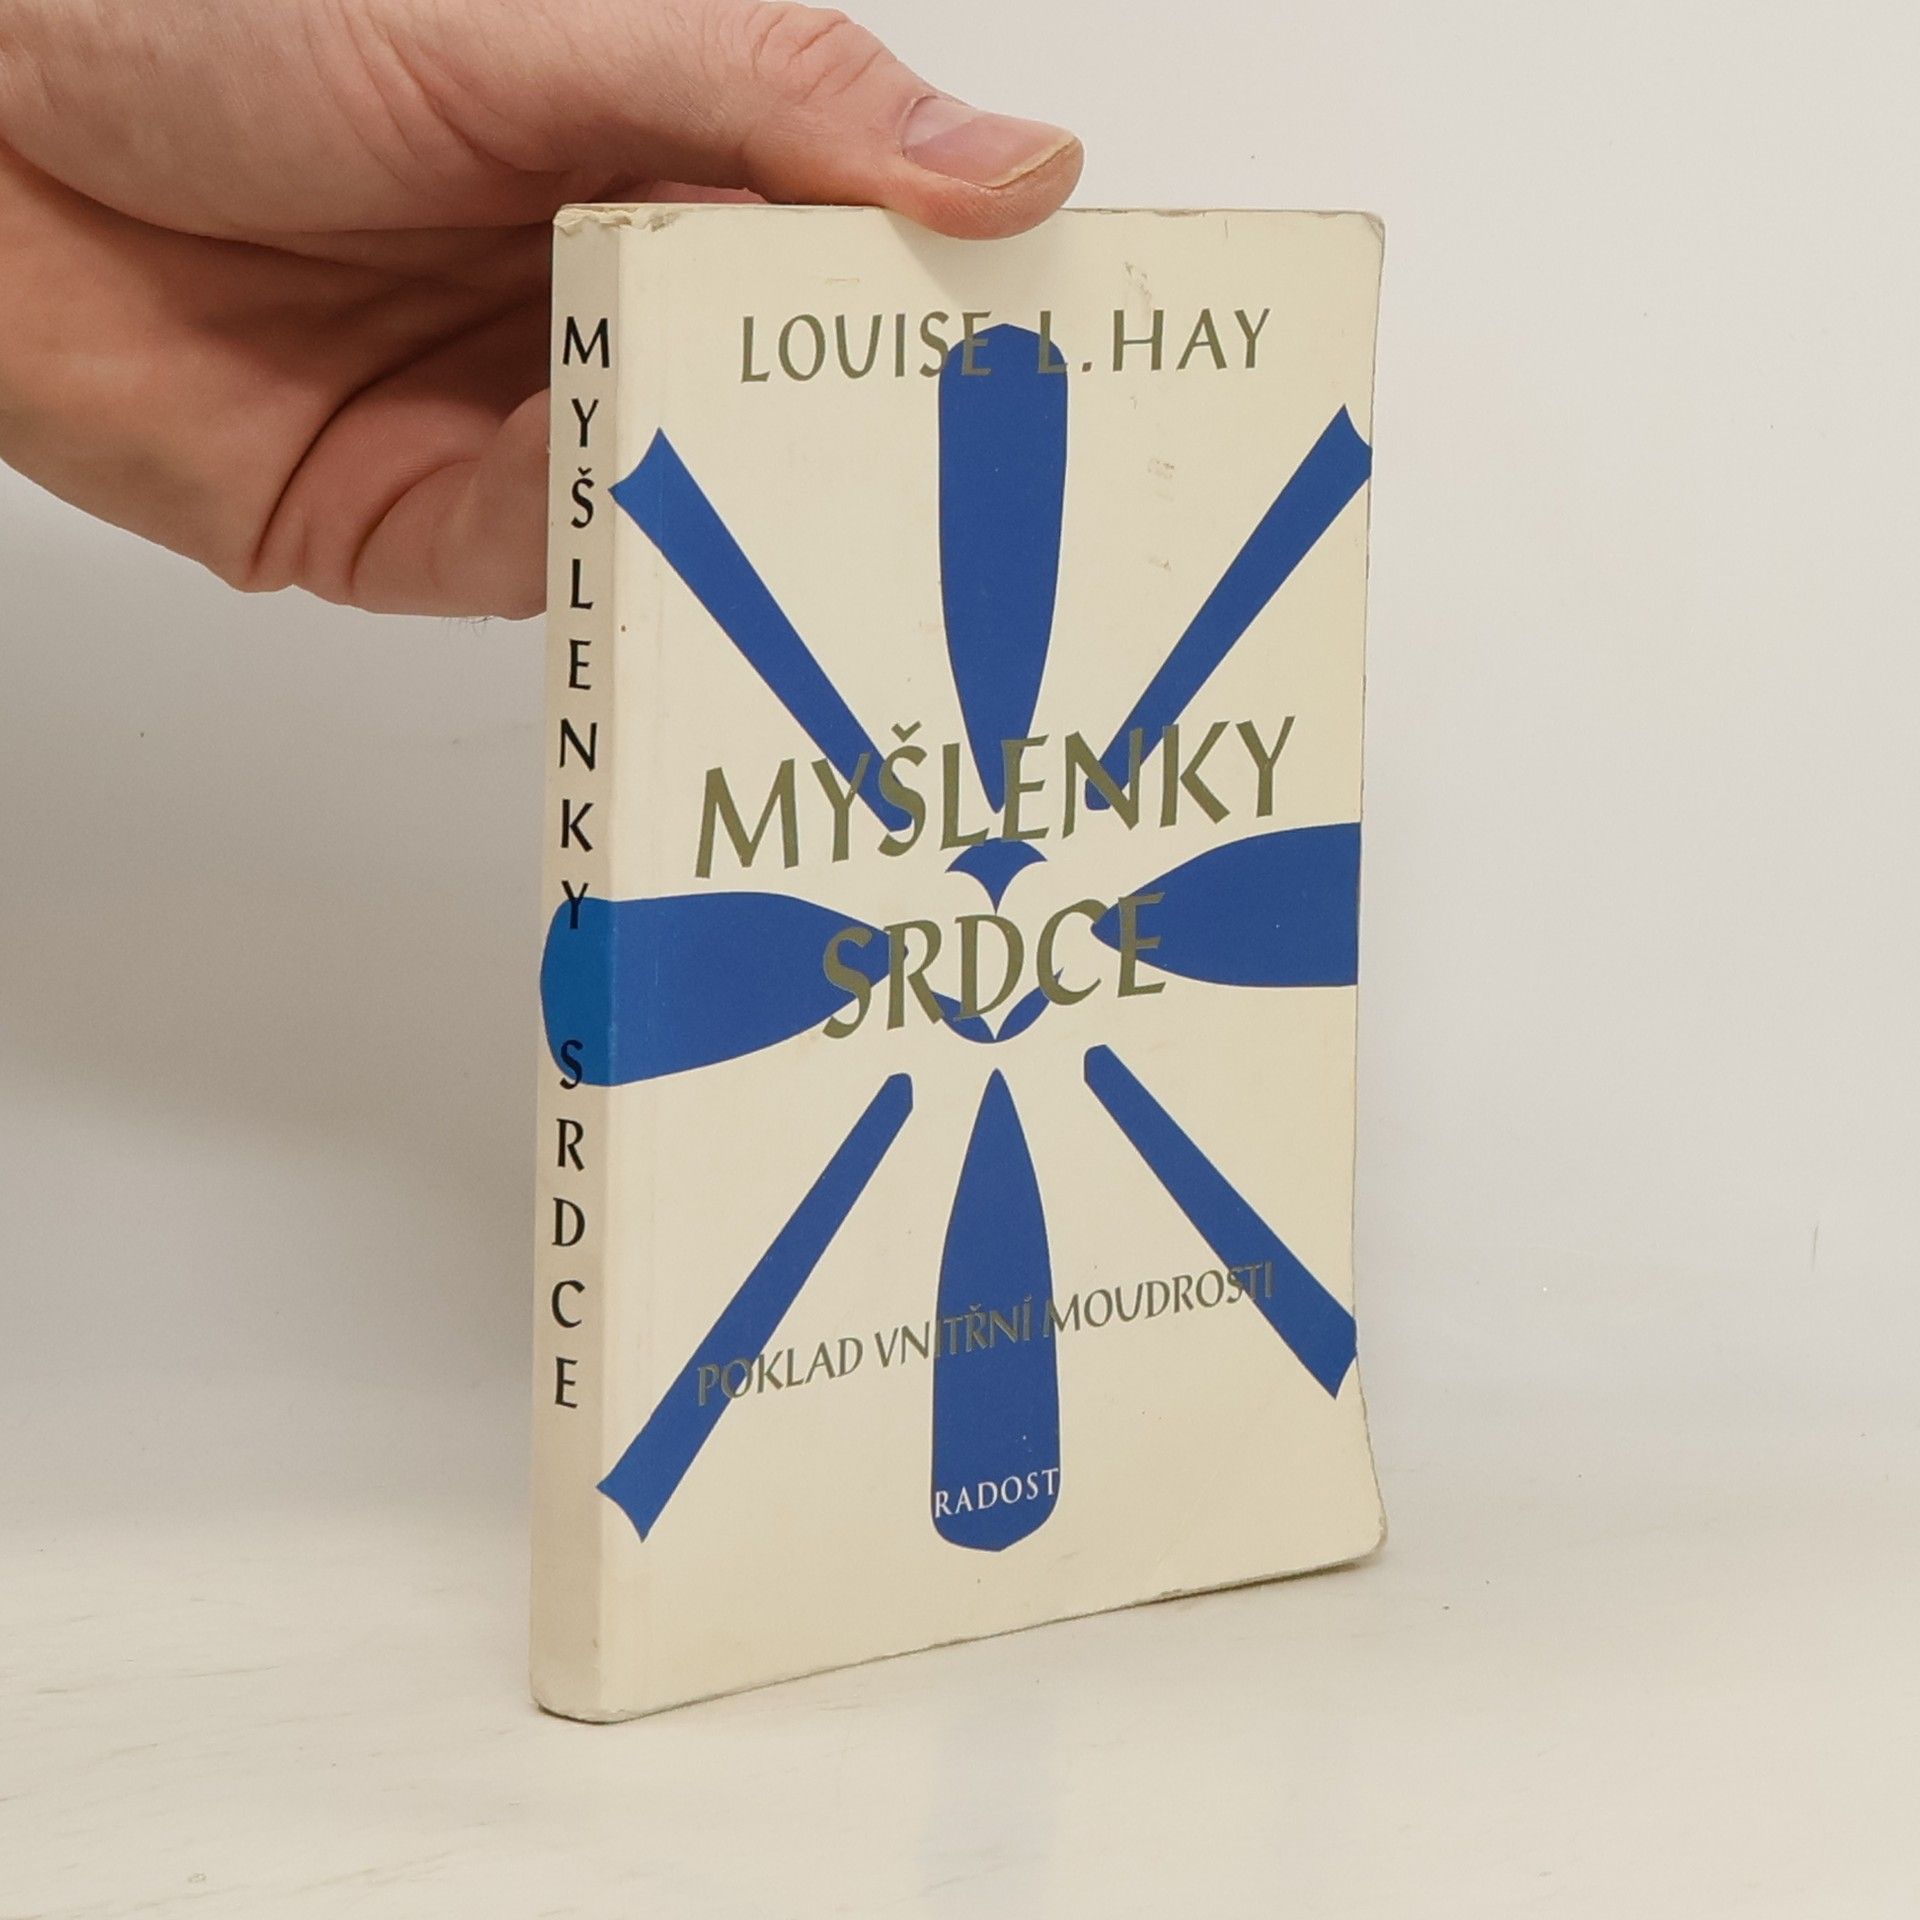 MYŠLENKY SRDCE
LOUISE L. HAY
MYŠLENKY
SRDCE
POKLAD VNITŘNÍ MOUDROSTI
RADOST